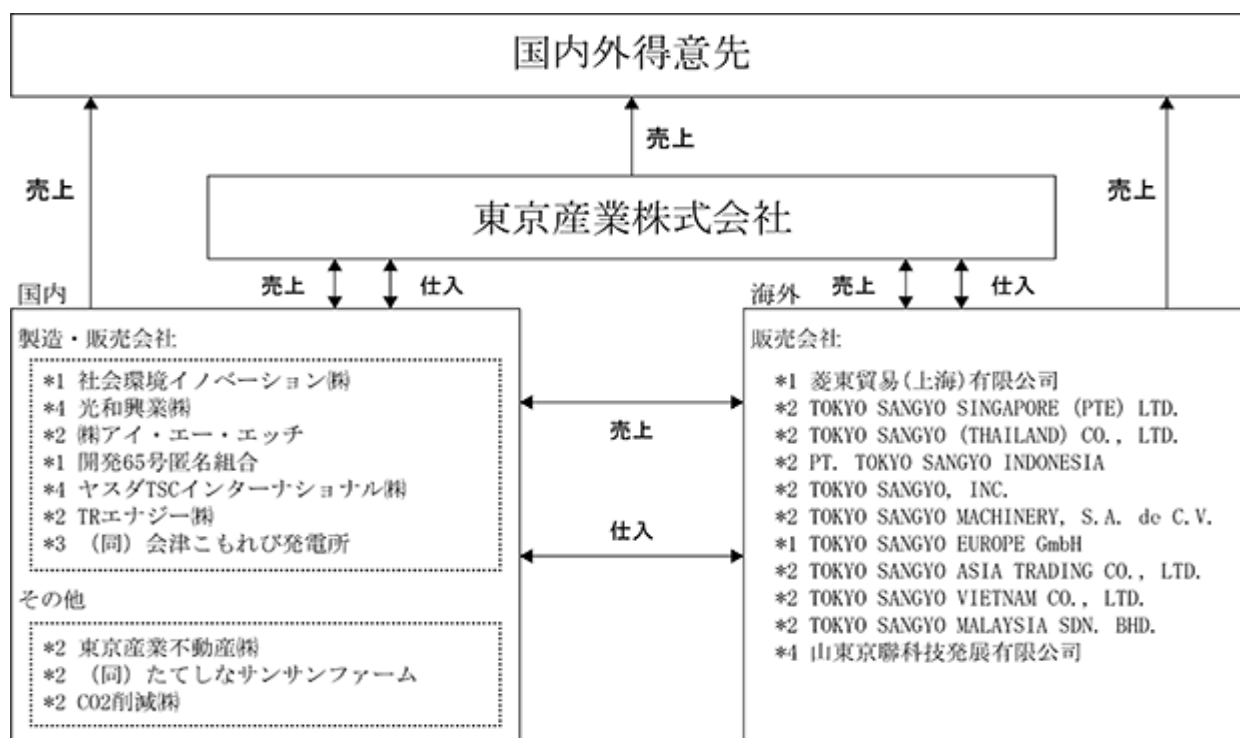 国内外得意先
売上
売上
売上
東京産業株式会社
国内
売上
仕入
海外
売上
仕入
製造・販売会社
*1 社会環境イノベーション㈱
*4 光和興業㈱
*2 ㈱アイ・エー・エッチ
*1 開発65号匿名組合
*4 ヤスダTSCインターナショナル㈱
*2 TRエナジー㈱
*3 （同）会津こもれび発電所
その他
*2 東京産業不動産㈱
*2 （同）たてしなサンサンファーム
*2 CO2削減㈱
売上
仕入
販売会社
*1 菱東貿易(上海)有限公司
*2 TOKYO SANGYO SINGAPORE (PTE) LTD.
*2 TOKYO SANGYO (THAILAND) CO., LTD.
*2 PT. TOKYO SANGYO INDONESIA
*2 TOKYO SANGYO, INC.
*2 TOKYO SANGYO MACHINERY, S.A. de C.V.
*1 TOKYO SANGYO EUROPE GmbH
*2 TOKYO SANGYO ASIA TRADING CO., LTD.
*2 TOKYO SANGYO VIETNAM CO., LTD.
*2 TOKYO SANGYO MALAYSIA SDN. BHD.
*4 山東京聯科技発展有限公司